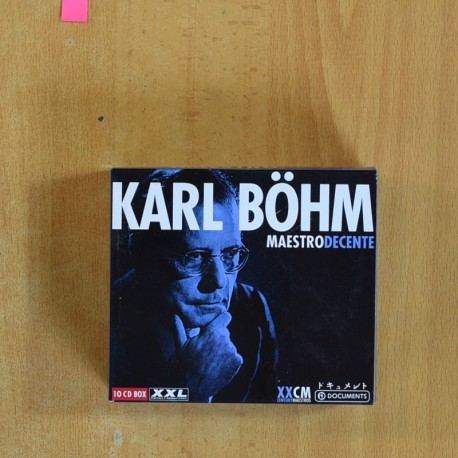 KARL BÖHM
MAESTRODECENTE
10 CD BOX XXL
XXCM
ドキュメント
DOCUMENTS